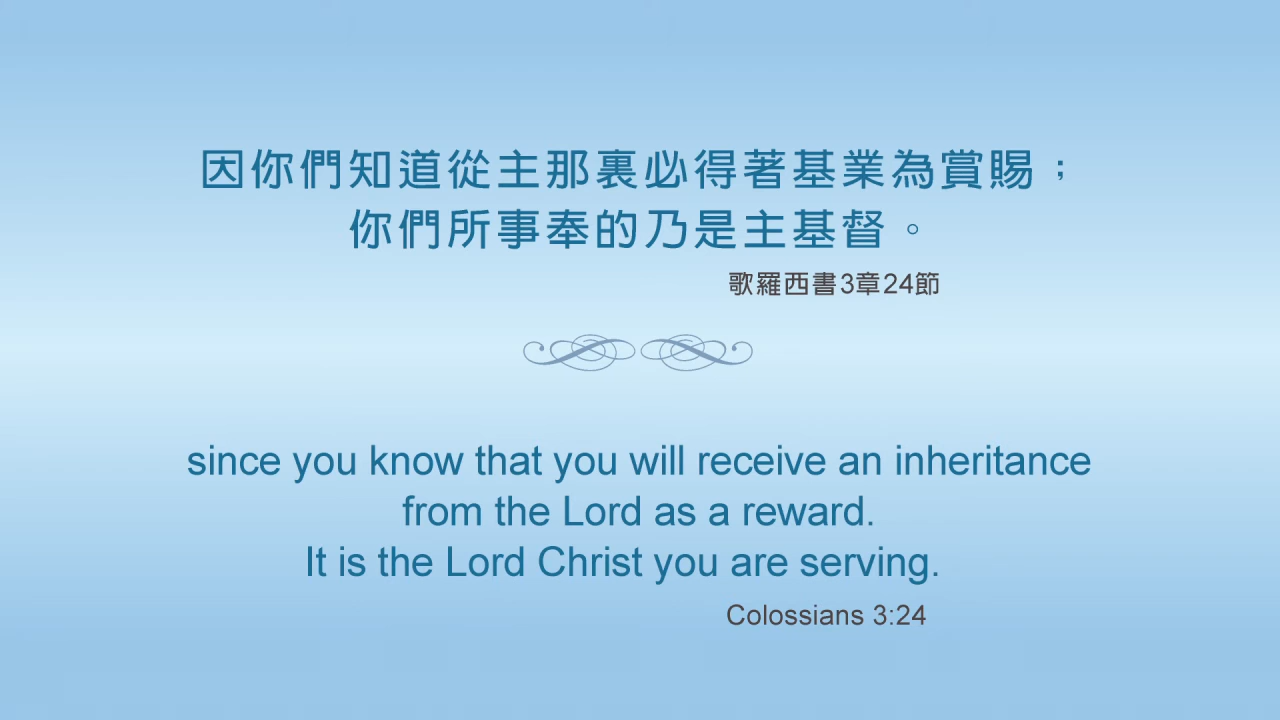 因你們知道從主那裏必得著基業為賞賜；
你們所事奉的乃是主基督。
歌羅西書3章24節
since you know that you will receive an inheritance
from the Lord as a reward.
It is the Lord Christ you are serving.
Colossians 3:24